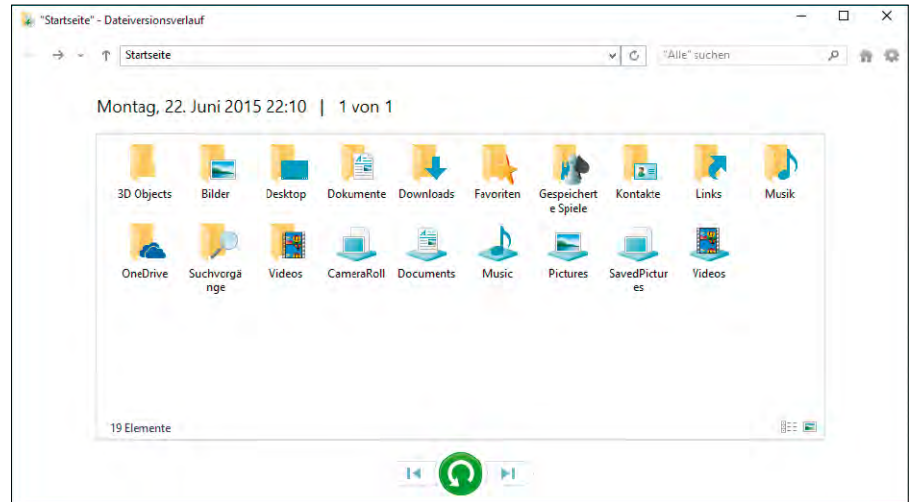 "Startseite" - Dateiversionsverlauf
Startseite
"Alle" suchen
Montag, 22. Juni 2015 22:10 | 1 von 1
3D Objects Bilder Desktop Dokumente Downloads Favoriten Gespeichert Kontakte Links Musik
e Spiele
OneDrive Suchvorgä Videos CameraRoll Documents Music Pictures SavedPictur Videos
nge es
19 Elemente